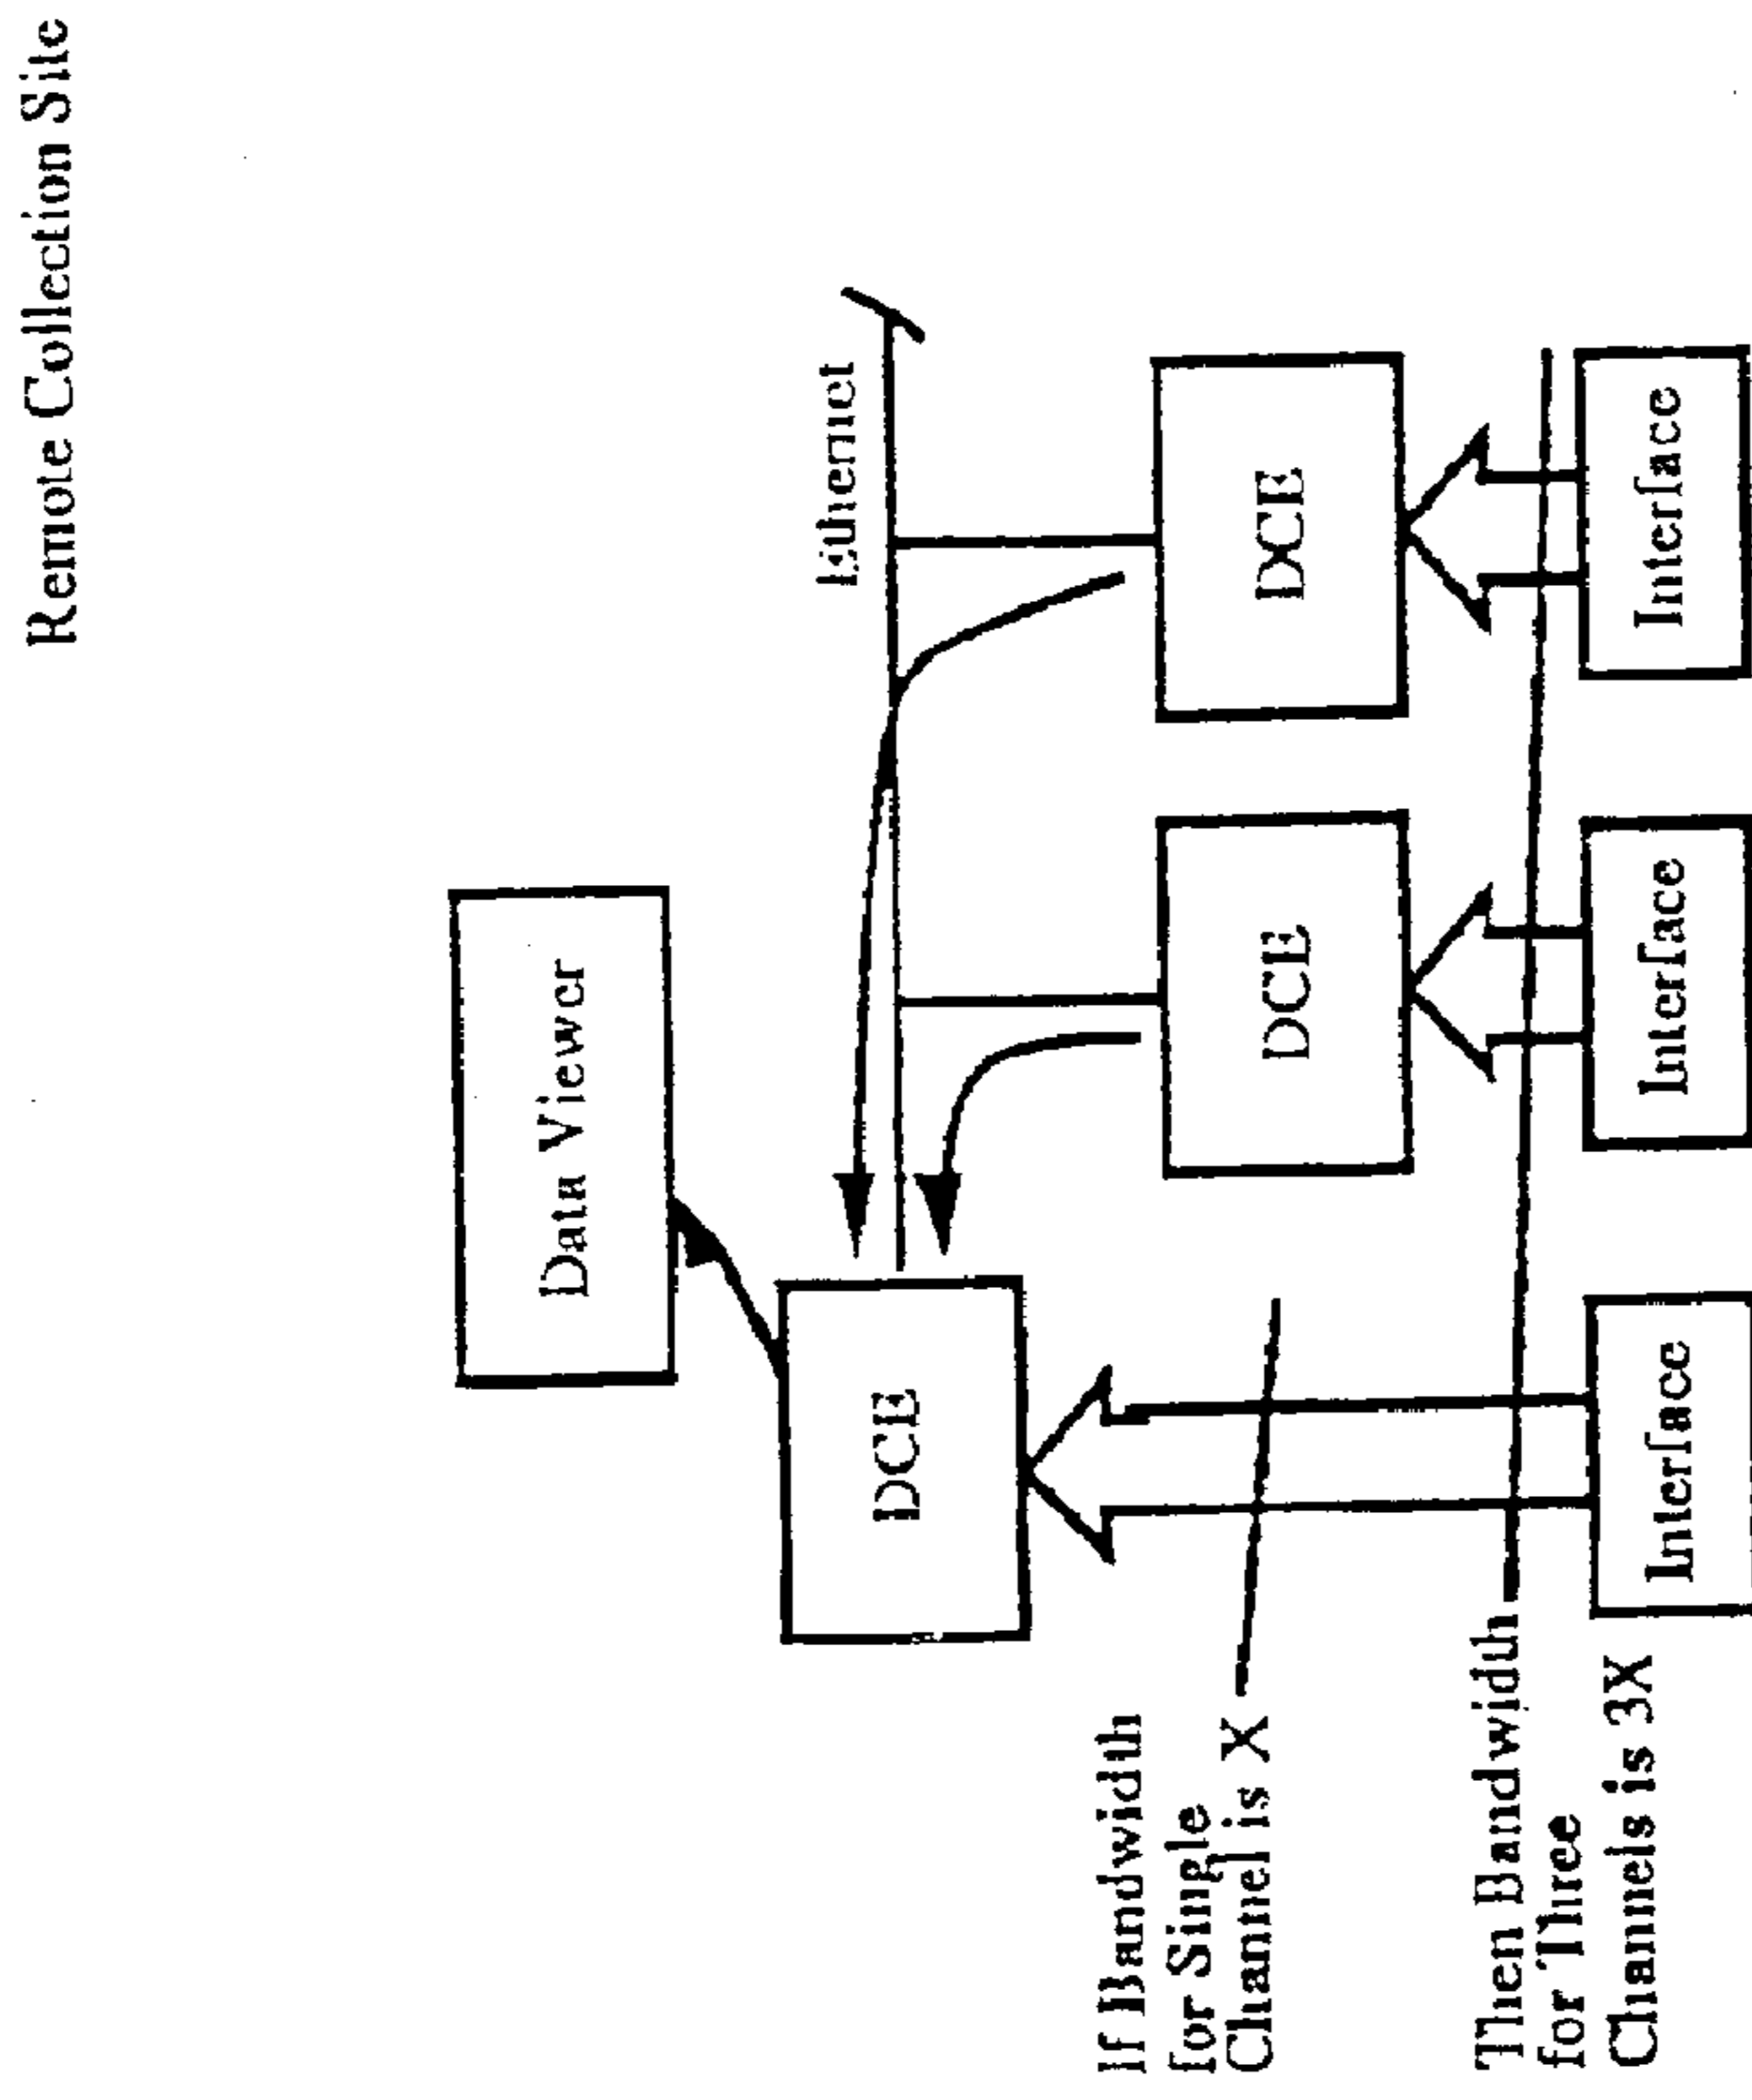 Remote Collection Site
Data Viewer
Ethernet
DCE
DCE
DCE
If Bandwidth
for Single
Channel is X
Then Bandwidth
for Three
Channels is 3X
Interface
Interface
Interface